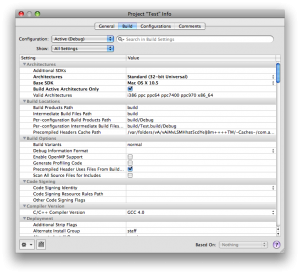 Project "Test" Info
General Build Configurations Comments
Configuration: Active (Debug) Search in Build Settings
Show: All Settings
Setting Value
Architectures
Additional SDKs
Architectures Standard (32-bit Universal)
Base SDK Mac OS X 10.5
Build Active Architecture Only
Valid Architectures i386 ppc ppc64 ppc7400 ppc970 x86_64
Build Locations
Build Products Path build
Intermediate Build Files Path build
Per-configuration Build Products Path build/Debug
Per-configuration Intermediate Build Files... build/Test.build/Debug
Precompiled Headers Cache Path
Build Options
Build Variants normal
Debug Information Format
Enable OpenMP Support
Generate Profiling Code
Precompiled Header Uses Files From Build...
Scan All Source Files for Includes
Code Signing
Code Signing Identity
Code Signing Resource Rules Path
Other Code Signing Flags
Compiler Version
C/C++ Compiler Version GCC 4.0
Deployment
Additional Strip Flags
Alternate Install Group staff
Based On: Nothing